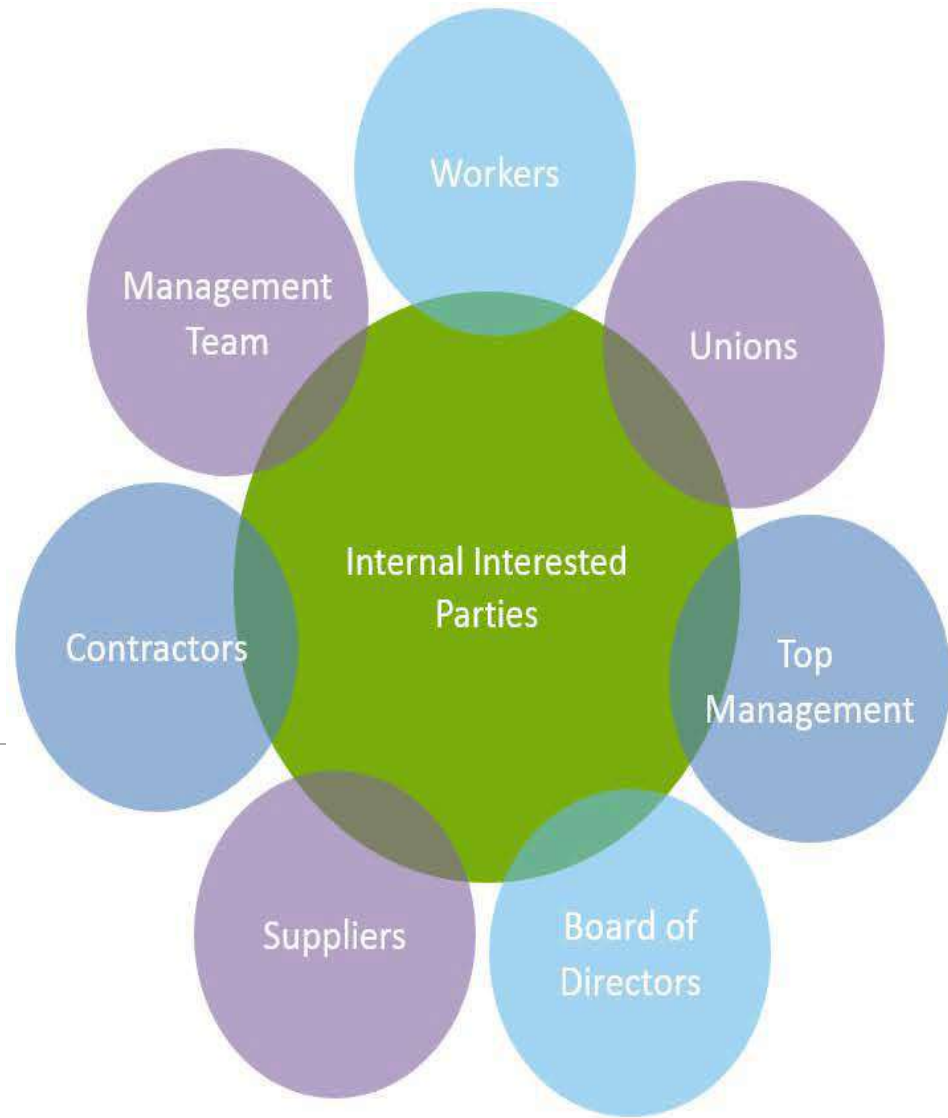 Workers
Management
Team
Unions
Internal Interested
Parties
Contractors
Top
Management
Suppliers
Board of
Directors